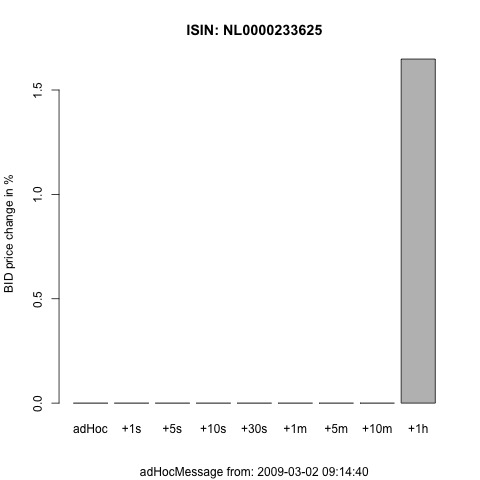 ISIN: NL0000233625
BID price change in %
1.5
1.0
0.5
0.0
adHoc +1s +5s +10s +30s +1m +5m +10m +1h
adHocMessage from: 2009-03-02 09:14:40